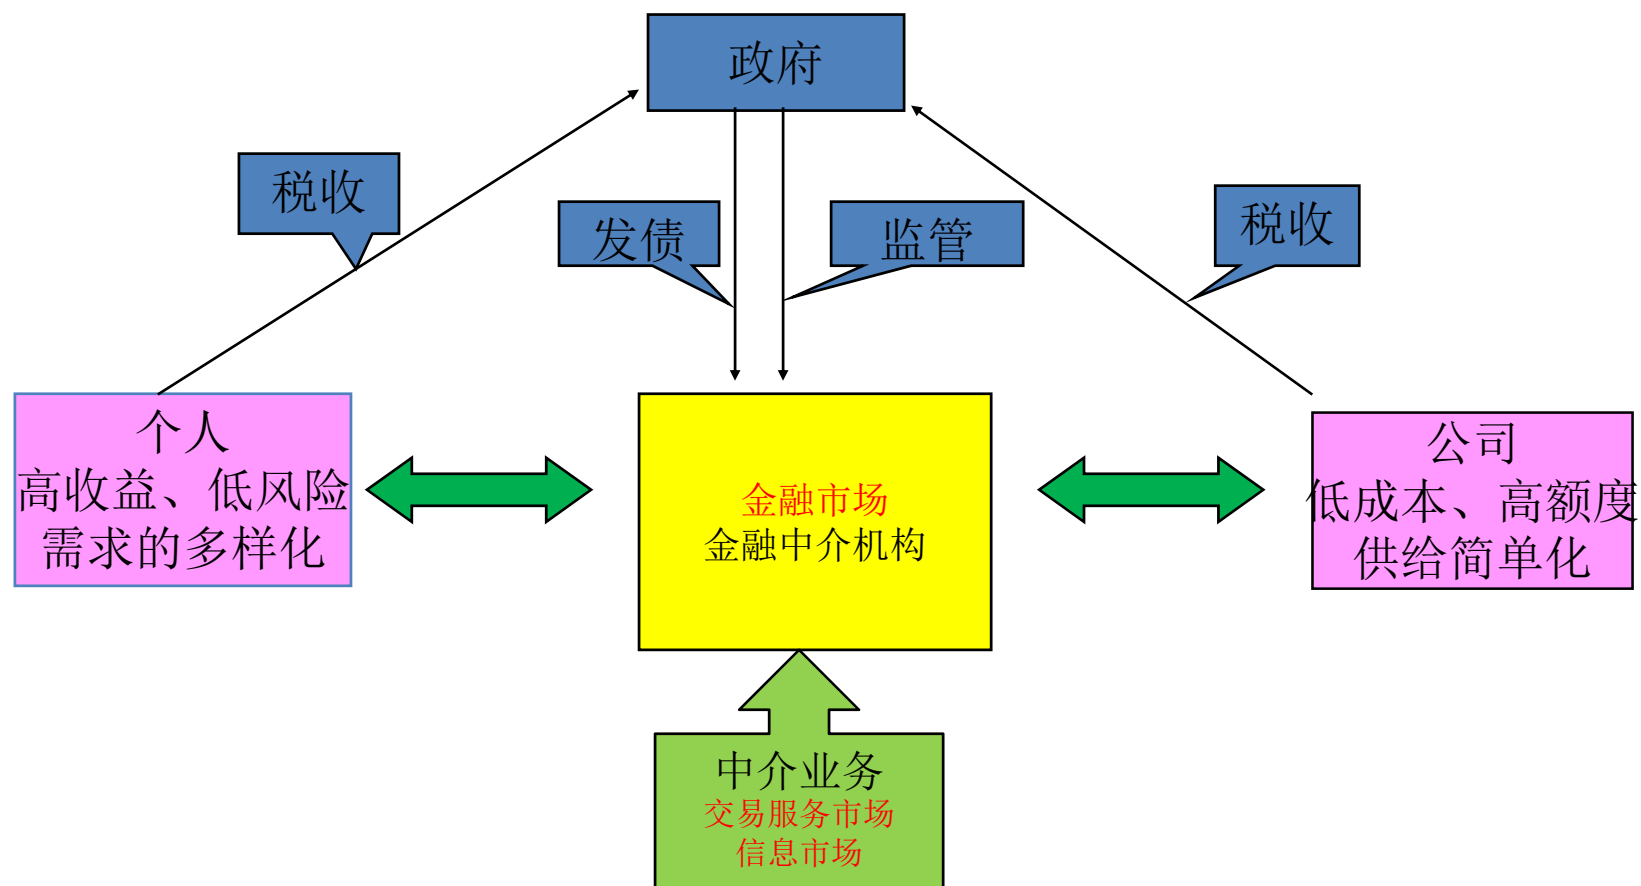 政府
税收
发债
监管
税收
个人
高收益、低风险
需求的多样化
金融市场
金融中介机构
公司
低成本、高额度
供给简单化
中介业务
交易服务市场
信息市场